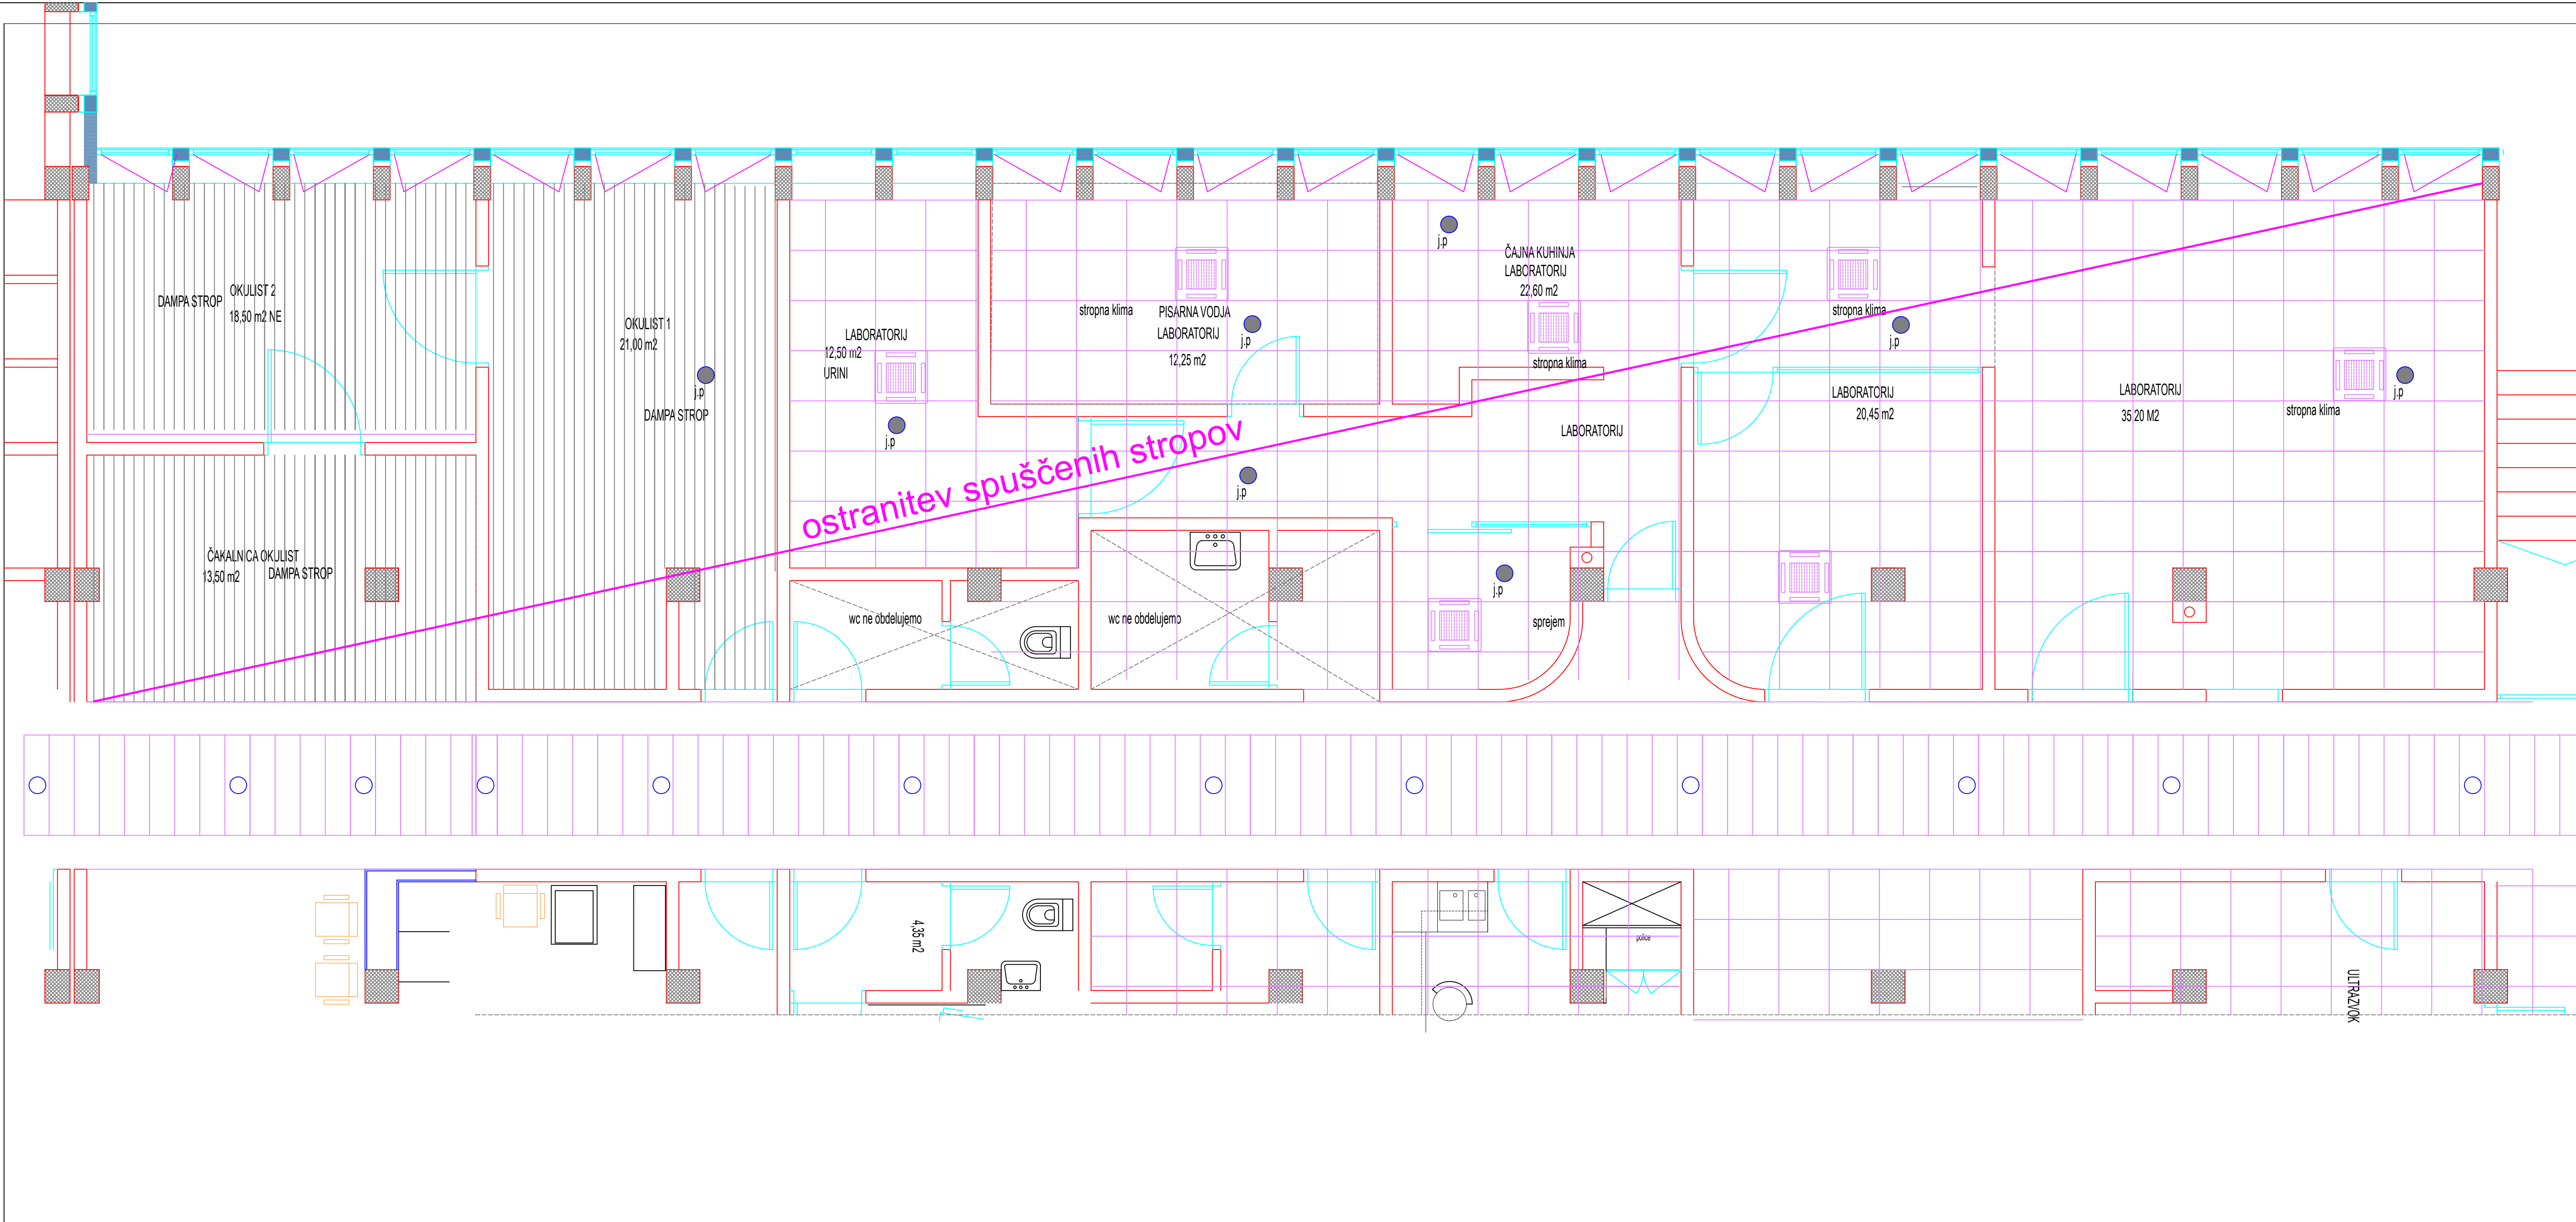 DAMPA STROP
OKULIST 2
18,50 m2 NE
OKULIST 1
21,00 m2
j.p
DAMPA STROP
LABORATORIJ
12,50 m2
URINI
j.p
stropna klima
PISARNA VODJA
LABORATORIJ
12,25 m2
j.p
j.p
ČAJNA KUHINJA
LABORATORIJ
22,60 m2
stropna klima
j.p
LABORATORIJ
stropna klima
j.p
LABORATORIJ
20,45 m2
LABORATORIJ
35 20 M2
stropna klima
j.p
ostranitev spuščenih stropov
ČAKALNICA OKULIST
13,50 m2
DAMPA STROP
wc ne obdelujemo
wc ne obdelujemo
j.p
sprejem
4,35 m2
police
ULTRAZVOK